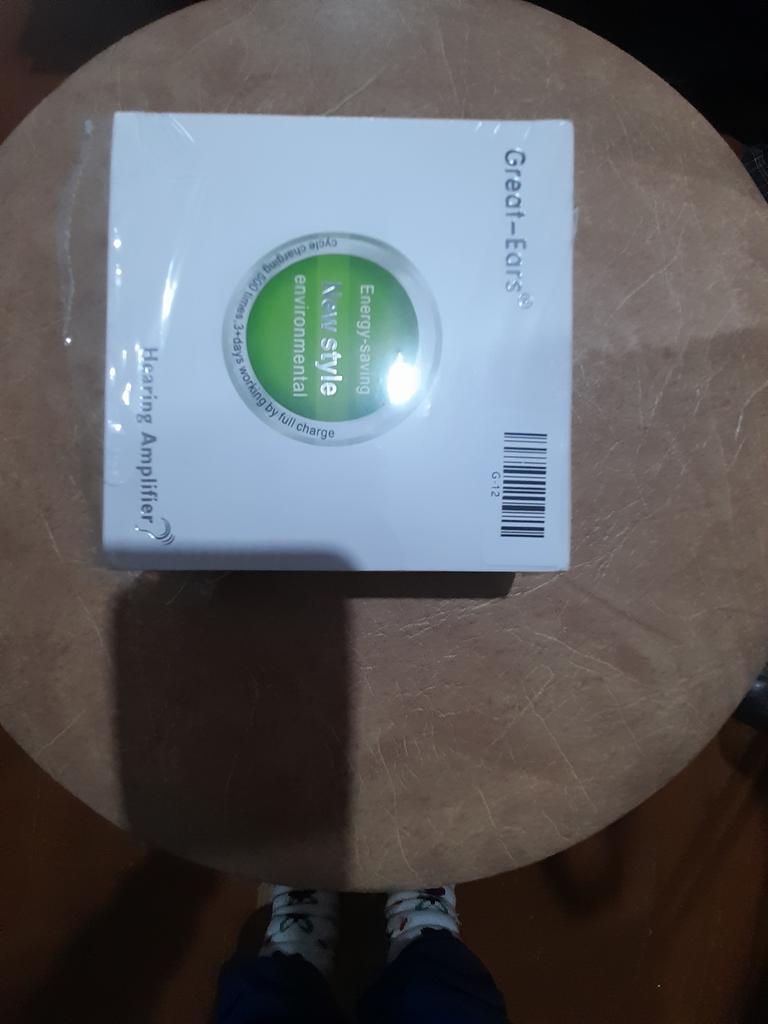 Great-Ears®
Energy-saving
New style
environmental
cycle charging 500 times,3+days working by full charge
G-12
Hearing Amplifier